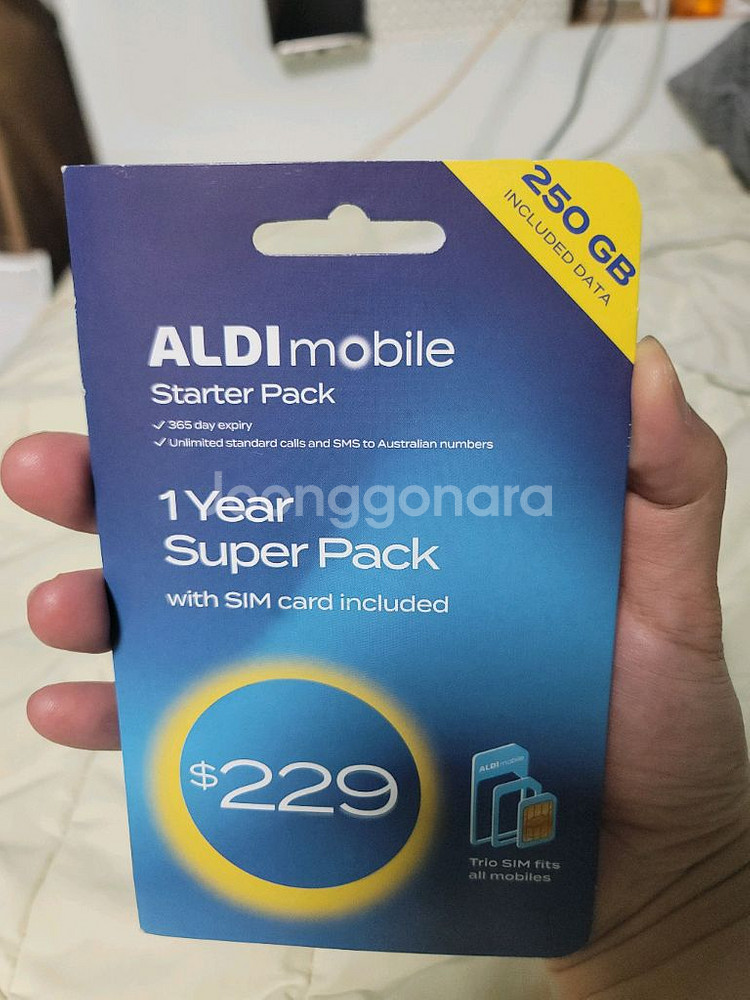 250 GB
INCLUDED DATA
ALDI mobile
Starter Pack
✓ 365 day expiry
✓ Unlimited standard calls and SMS to Australian numbers
Joonggonara
1 Year
Super Pack
with SIM card included
$229
ALDI mobile
Trio SIM fits
all mobiles